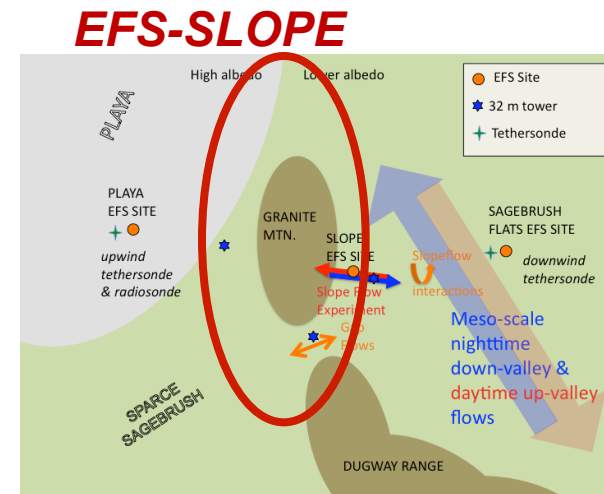 EFS-SLOPE
High albedo
Lower albedo
EFS Site
32 m tower
Tethersonde
PLAYA
PLAYA
EFS SITE
upwind
tethersonde
& radiosonde
GRANITE
MTN.
SLOPE
EFS SITE
Slope Flow
Experiment
Gap
Flows
Slopeflow
interactions
SAGEBRUSH
FLATS EFS SITE
downwind
tethersonde
Meso-scale
nighttime
down-valley &
daytime up-valley
flows
SPARCE
SAGEBRUSH
DUGWAY RANGE